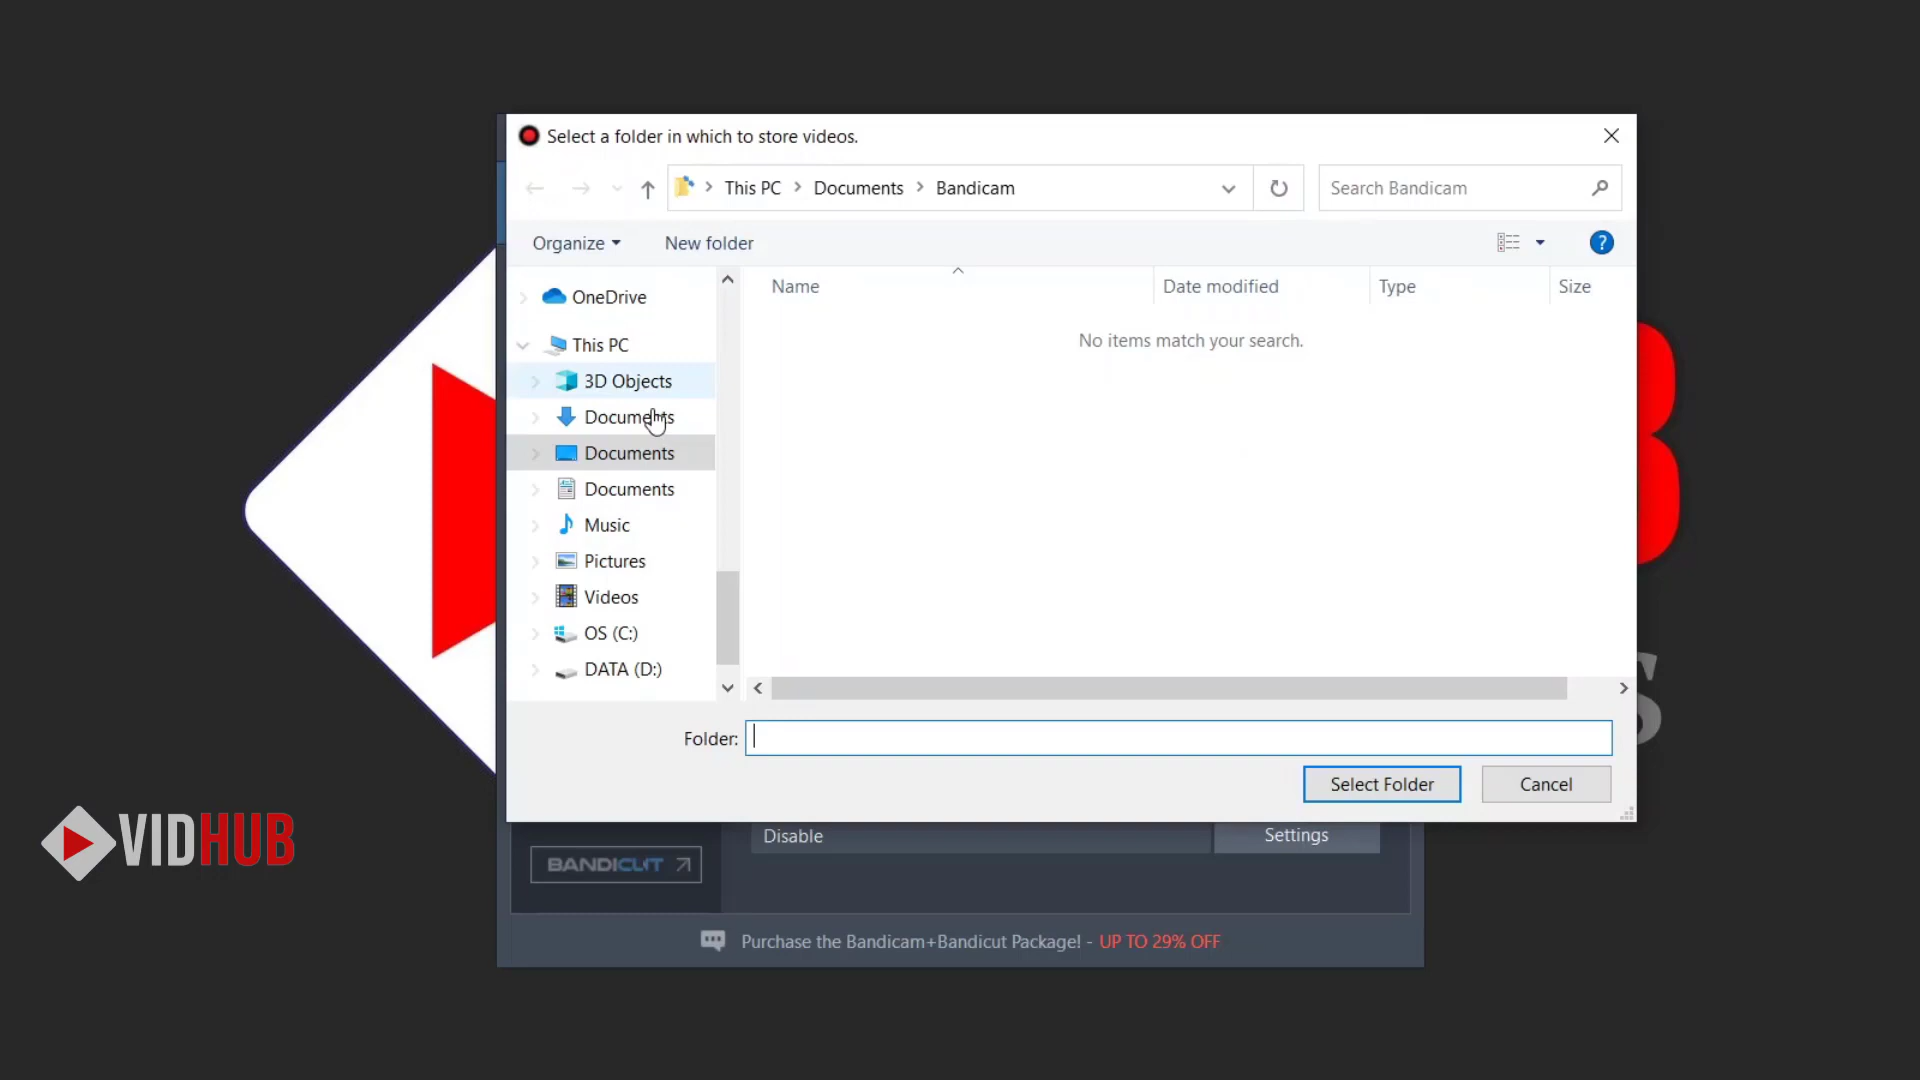 Select a folder in which to store videos.
This PC > Documents > Bandicam
Search Bandicam
Organize
New folder
?
OneDrive
This PC
3D Objects
Documents
Documents
Documents
Music
Pictures
Videos
OS (C:)
DATA (D:)
Name
Date modified
Type
Size
No items match your search.
Folder:
Select Folder
Cancel
Disable
Settings
BANDICUT
Purchase the Bandicam+Bandicut Package! - UP TO 29% OFF
VIDHUB